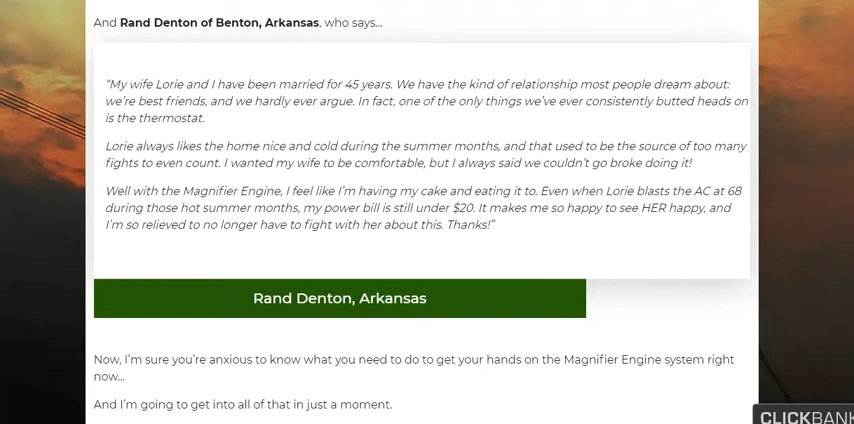 And Rand Denton of Benton, Arkansas, who says...
“My wife Lorie and I have been married for 45 years. We have the kind of relationship most people dream about:
we’re best friends, and we hardly ever argue. In fact, one of the only things we’ve ever consistently butted heads on
is the thermostat.
Lorie always likes the home nice and cold during the summer months, and that used to be the source of too many
fights to even count. I wanted my wife to be comfortable, but I always said we couldn’t go broke doing it!
Well with the Magnifier Engine, I feel like I’m having my cake and eating it to. Even when Lorie blasts the AC at 68
during those hot summer months, my power bill is still under $20. It makes me so happy to see HER happy, and
I’m so relieved to no longer have to fight with her about this. Thanks!”
Rand Denton, Arkansas
Now, I’m sure you’re anxious to know what you need to do to get your hands on the Magnifier Engine system right
now...
And I’m going to get into all of that in just a moment.
CLICKBANK